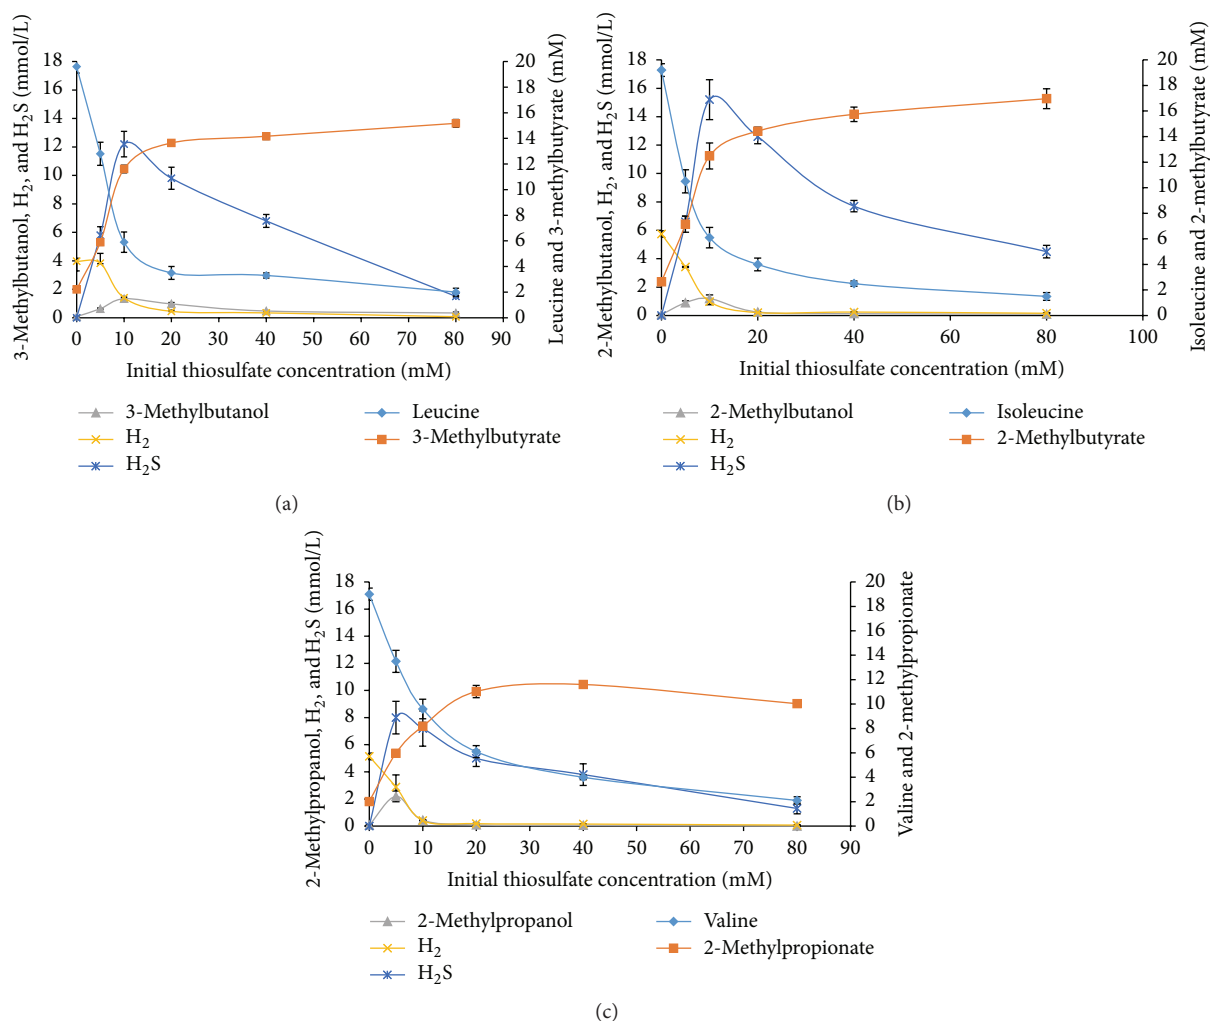 3-Methylbutanol, H2, and H2S (mmol/L)
18
16
14
12
10
8
6
4
2
0
20
18
16
14
12
10
8
6
4
2
0
Leucine and 3-methylbutyrate (mM)
0 10 20 30 40 50 60 70 80 90
Initial thiosulfate concentration (mM)
3-Methylbutanol
H2
H2S
Leucine
3-Methylbutyrate
(a)
2-Methylbutanol, H2, and H2S (mmol/L)
18
16
14
12
10
8
6
4
2
0
20
18
16
14
12
10
8
6
4
2
0
Isoleucine and 2-methylbutyrate (mM)
0 20 40 60 80 100
Initial thiosulfate concentration (mM)
2-Methylbutanol
H2
H2S
Isoleucine
2-Methylbutyrate
(b)
2-Methylpropanol, H2, and H2S (mmol/L)
18
16
14
12
10
8
6
4
2
0
20
18
16
14
12
10
8
6
4
2
0
Valine and 2-methylpropionate
0 10 20 30 40 50 60 70 80 90
Initial thiosulfate concentration (mM)
2-Methylpropanol
H2
H2S
Valine
2-Methylpropionate
(c)